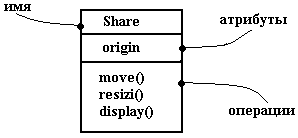 имя
Share
атрибуты
origin
move()
resizi()
display()
операции